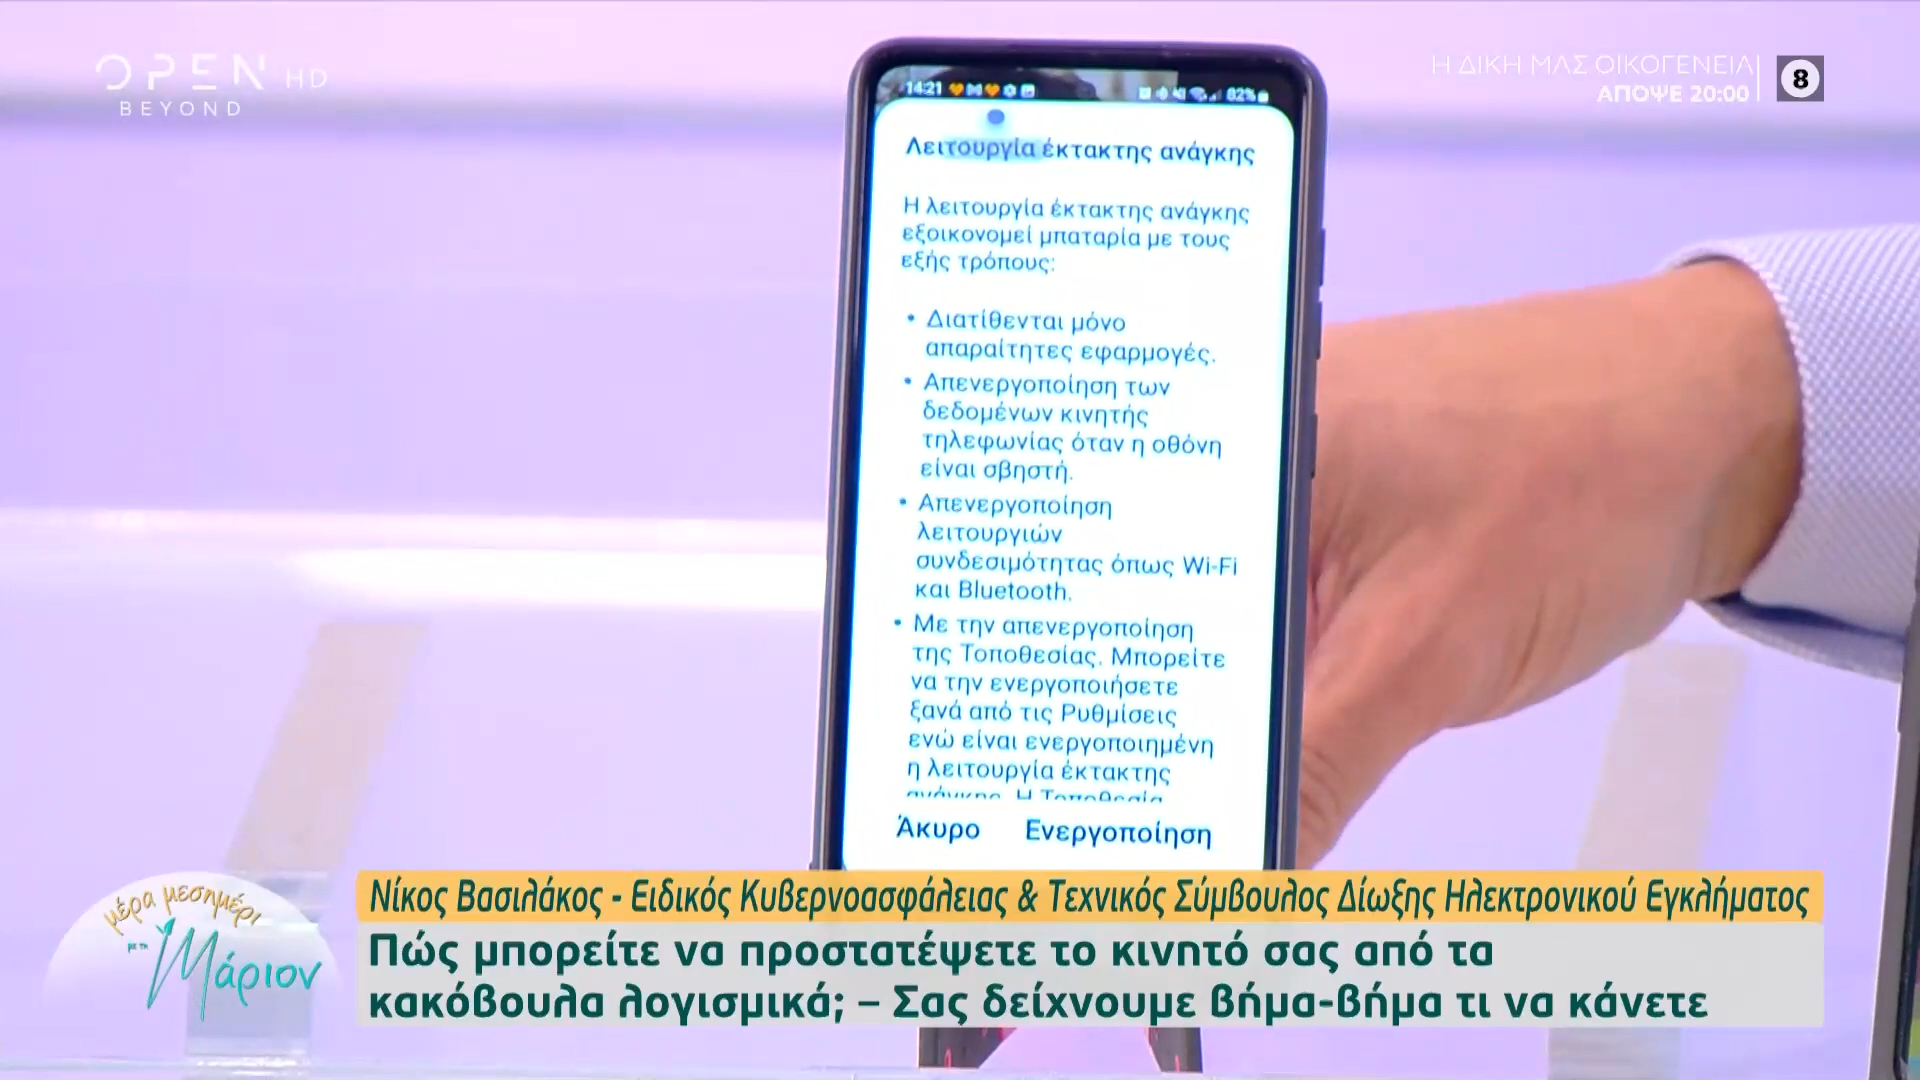 OPEN HD
BEYOND
Η ΔΙΚΗ ΜΑΣ ΟΙΚΟΓΕΝΕΙΑ
ΑΠΟΨΕ 20:00
8
14:21
82%
Λειτουργία έκτακτης ανάγκης
Η λειτουργία έκτακτης ανάγκης
εξοικονομεί μπαταρία με τους
εξής τρόπους:
• Διατίθενται μόνο
απαραίτητες εφαρμογές.
• Απενεργοποίηση των
δεδομένων κινητής
τηλεφωνίας όταν η οθόνη
είναι σβηστή.
• Απενεργοποίηση
λειτουργιών
συνδεσιμότητας όπως Wi-Fi
και Bluetooth.
• Με την απενεργοποίηση
της Τοποθεσίας. Μπορείτε
να την ενεργοποιήσετε
ξανά από τις Ρυθμίσεις
ενώ είναι ενεργοποιημένη
η λειτουργία έκτακτης
ανάγκης. Η Τοποθεσία
Άκυρο Ενεργοποίηση
μέρα μεσημέρι
με τη
Μάριον
Νίκος Βασιλάκος - Ειδικός Κυβερνοασφάλειας & Τεχνικός Σύμβουλος Δίωξης Ηλεκτρονικού Εγκλήματος
Πώς μπορείτε να προστατέψετε το κινητό σας από τα
κακόβουλα λογισμικά; – Σας δείχνουμε βήμα-βήμα τι να κάνετε